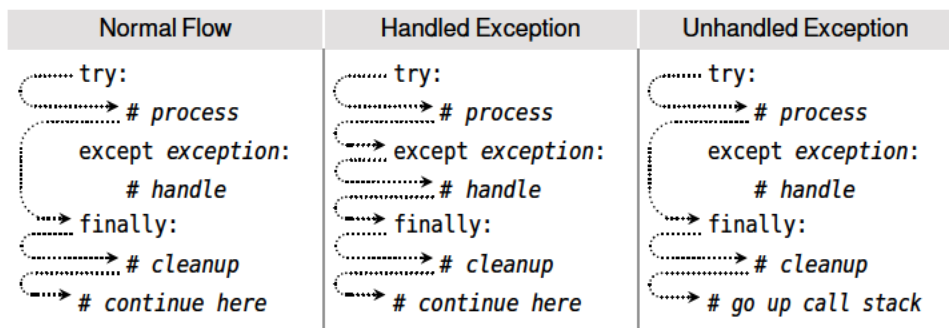 Normal Flow Handled Exception Unhandled Exception
try: try: try:
# process # process # process
except exception: except exception: except exception:
# handle # handle # handle
finally: finally: finally:
# cleanup # cleanup # cleanup
# continue here # continue here # go up call stack